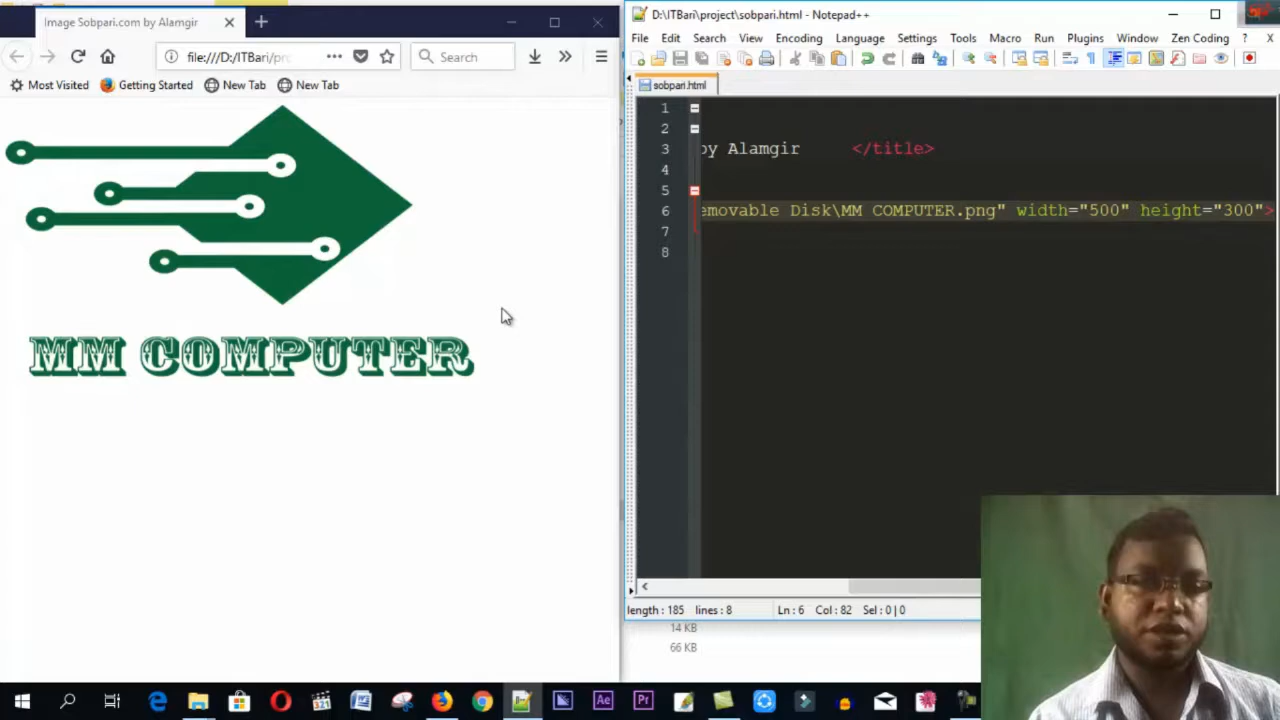 Image Sobpari.com by Alamgir
file:///D:/ITBari/pro
Search
Most Visited
Getting Started
New Tab
New Tab
MM COMPUTER
D:\ITBari\project\sobpari.html - Notepad++
File Edit Search View Encoding Language Settings Tools Macro Run Plugins Window Zen Coding ? X
sobpari.html
1
2
3 by Alamgir </title>
4
5
6 emovable Disk\MM COMPUTER.png" width="500" height="300">
7
8
length : 185 lines : 8 Ln : 6 Col : 82 Sel : 0 | 0
14 KB
66 KB
Ae
Pr